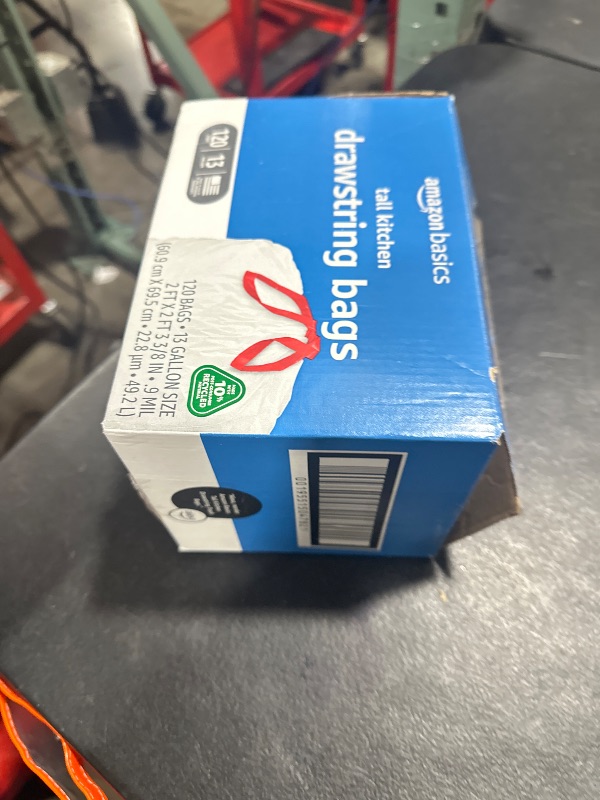 amazon basics
tall kitchen
drawstring bags
120 | 13
120 BAGS • 13 GALLON SIZE
2 FT X 2 FT 3 3/8 IN • .9 MIL
(60.9 cm X 69.5 cm • 22.8 µm • 49.2 L)
10%
RECYCLED